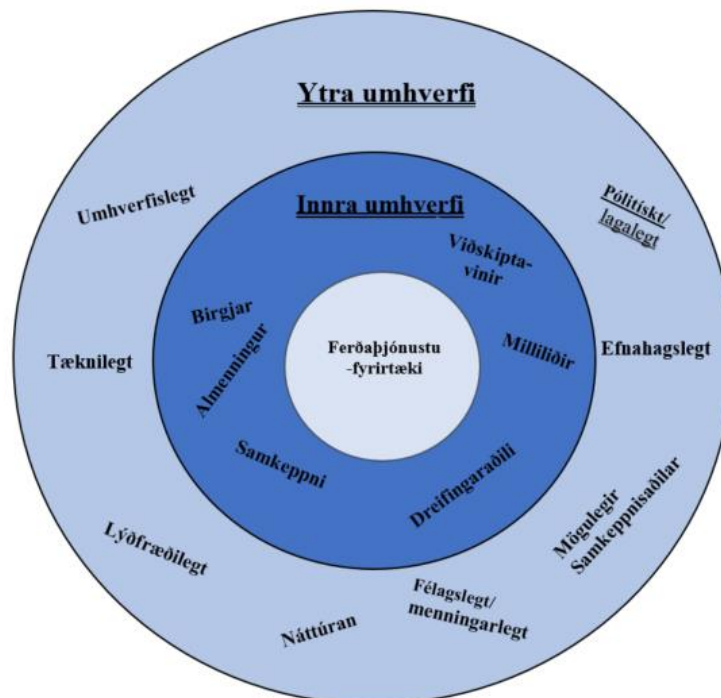 Ytra umhverfi
Umhverfislegt
Pólitískt/
lagalegt
Innra umhverfi
Viðskipta-
vinir
Birgjar
Almenningur
Ferðaþjónustu
-fyrirtæki
Milliliðir
Tæknilegt
Efnahagslegt
Samkeppni
Dreifingaraðili
Mögulegir
Samkeppnisaðilar
Lýðfræðilegt
Náttúran
Félagslegt/
menningarlegt